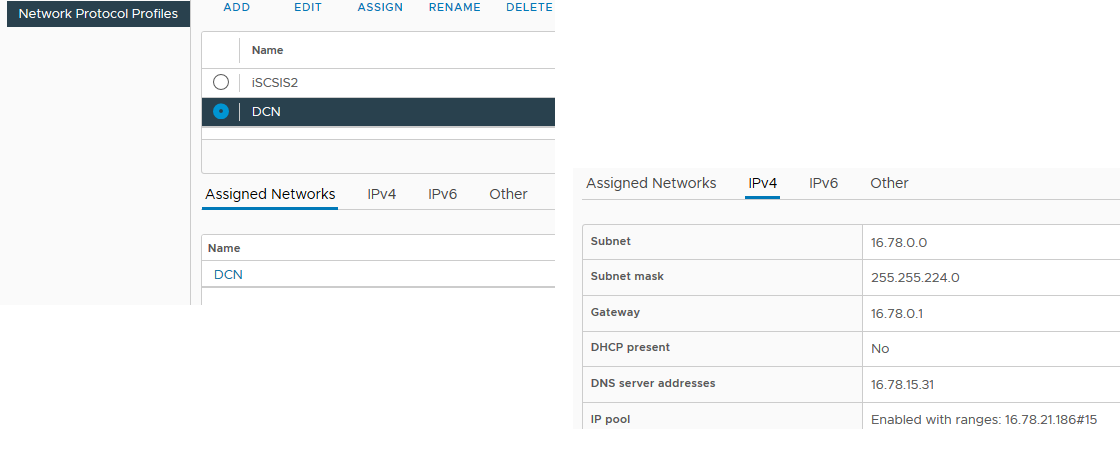 Network Protocol Profiles
ADD EDIT ASSIGN RENAME DELETE
Name
iSCSIS2
DCN
Assigned Networks IPv4 IPv6 Other
Name
DCN
Assigned Networks IPv4 IPv6 Other
Subnet 16.78.0.0
Subnet mask 255.255.224.0
Gateway 16.78.0.1
DHCP present No
DNS server addresses 16.78.15.31
IP pool Enabled with ranges: 16.78.21.186#15